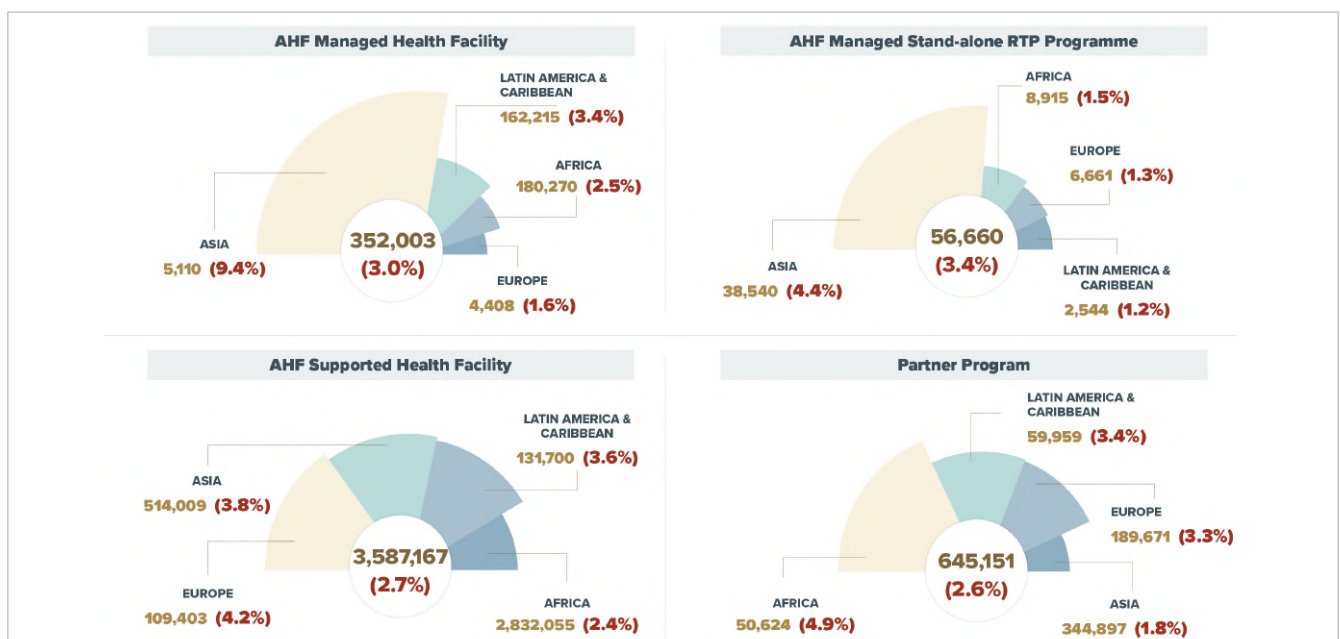 AHF Managed Health Facility
LATIN AMERICA &
CARIBBEAN
162,215 (3.4%)
AFRICA
180,270 (2.5%)
352,003
(3.0%)
ASIA
5,110 (9.4%)
EUROPE
4,408 (1.6%)
AHF Managed Stand-alone RTP Programme
AFRICA
8,915 (1.5%)
EUROPE
6,661 (1.3%)
56,660
(3.4%)
ASIA
38,540 (4.4%)
LATIN AMERICA &
CARIBBEAN
2,544 (1.2%)
AHF Supported Health Facility
LATIN AMERICA &
CARIBBEAN
131,700 (3.6%)
ASIA
514,009 (3.8%)
3,587,167
(2.7%)
EUROPE
109,403 (4.2%)
AFRICA
2,832,055 (2.4%)
Partner Program
LATIN AMERICA &
CARIBBEAN
59,959 (3.4%)
EUROPE
189,671 (3.3%)
645,151
(2.6%)
AFRICA
50,624 (4.9%)
ASIA
344,897 (1.8%)